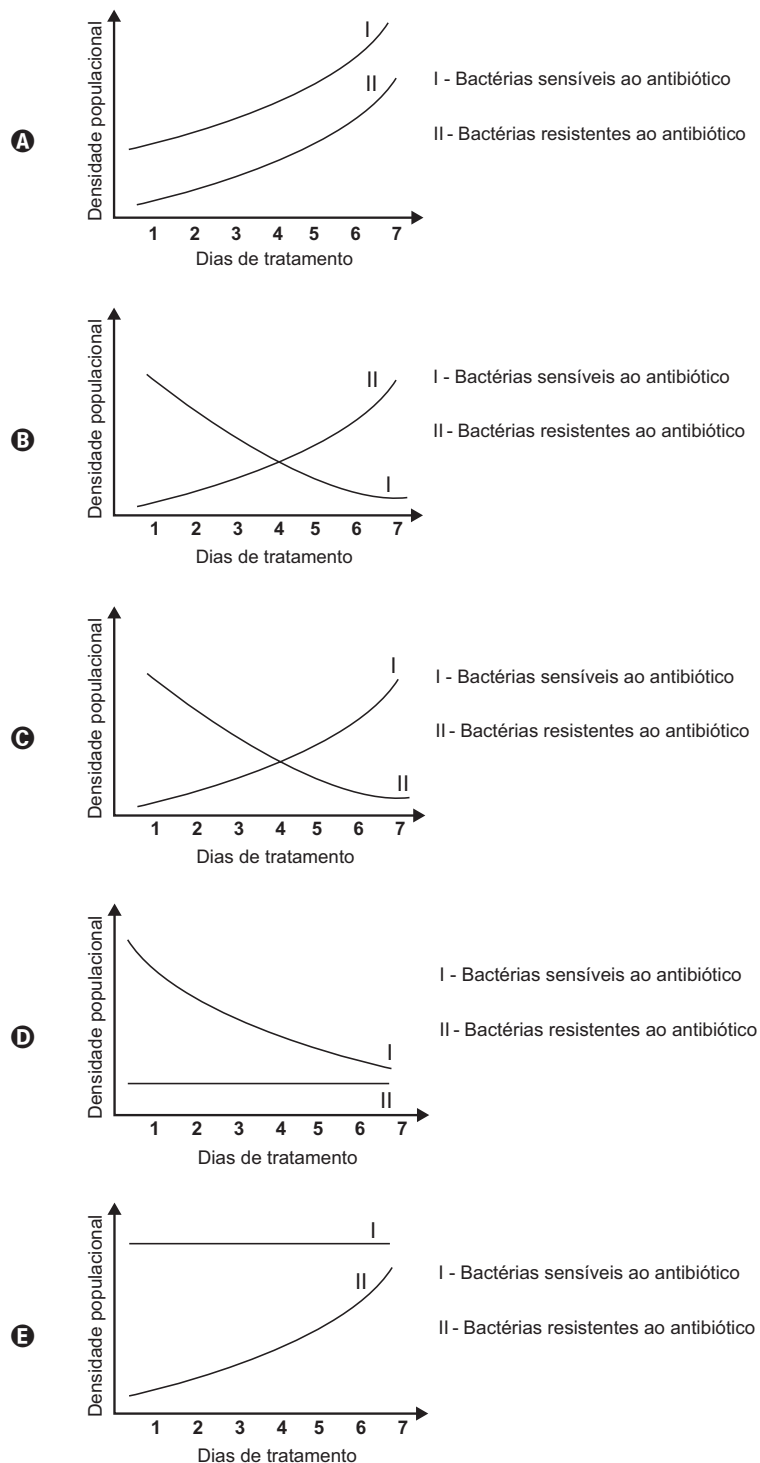 A
Densidade populacional
I
II
1 2 3 4 5 6 7
Dias de tratamento
I - Bactérias sensíveis ao antibiótico
II - Bactérias resistentes ao antibiótico
B
Densidade populacional
II
I
1 2 3 4 5 6 7
Dias de tratamento
I - Bactérias sensíveis ao antibiótico
II - Bactérias resistentes ao antibiótico
C
Densidade populacional
I
II
1 2 3 4 5 6 7
Dias de tratamento
I - Bactérias sensíveis ao antibiótico
II - Bactérias resistentes ao antibiótico
D
Densidade populacional
I
II
1 2 3 4 5 6 7
Dias de tratamento
I - Bactérias sensíveis ao antibiótico
II - Bactérias resistentes ao antibiótico
E
Densidade populacional
I
II
1 2 3 4 5 6 7
Dias de tratamento
I - Bactérias sensíveis ao antibiótico
II - Bactérias resistentes ao antibiótico